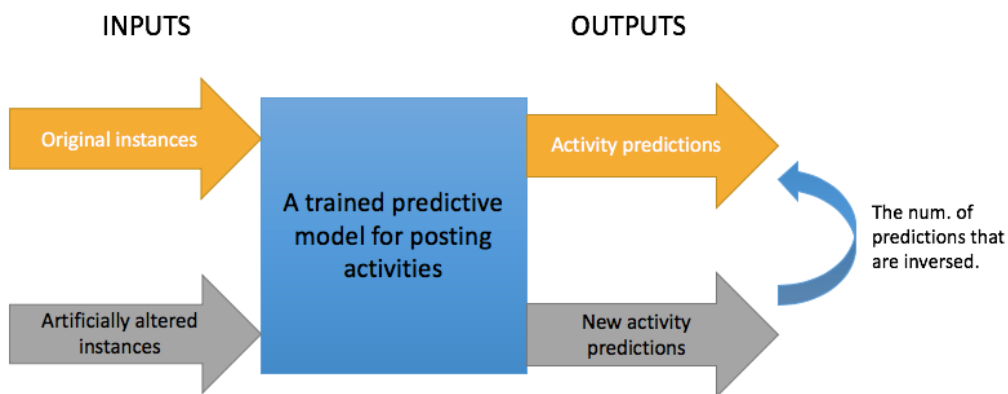 INPUTS
OUTPUTS
Original instances
Activity predictions
A trained predictive
model for posting
activities
The num. of
predictions that
are inversed.
Artificially altered
instances
New activity
predictions